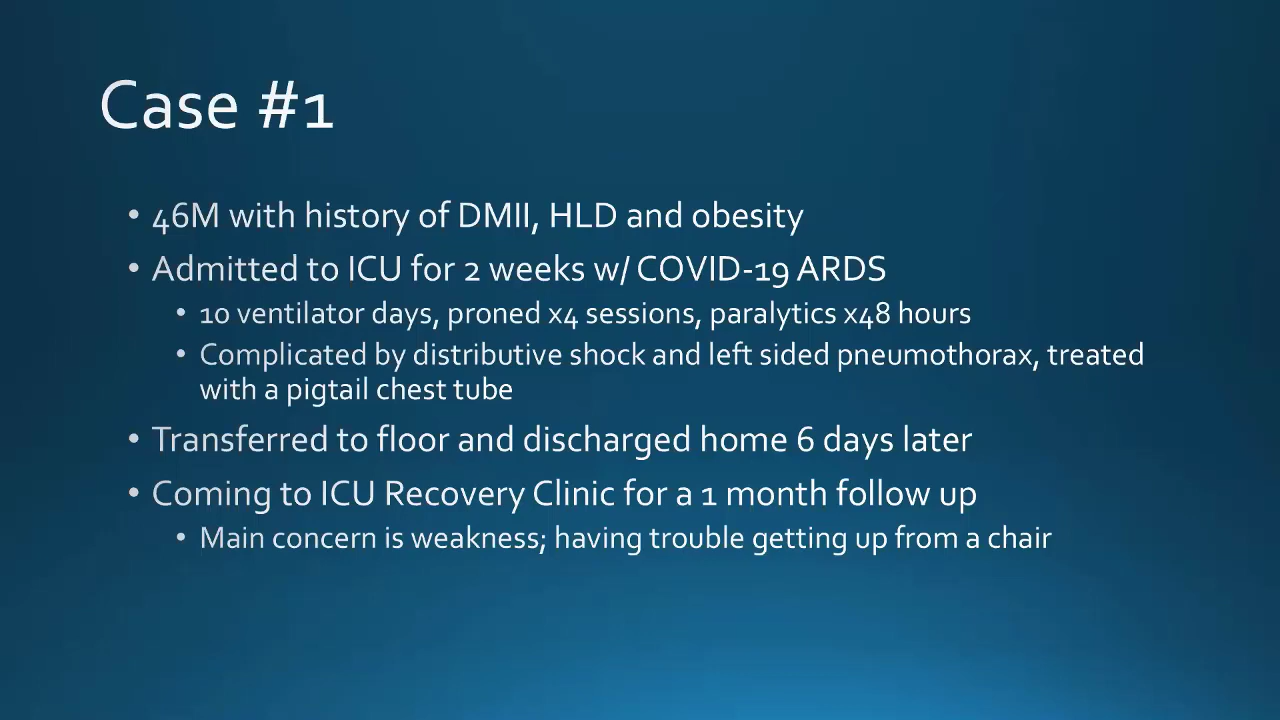 Case #1
• 46M with history of DMII, HLD and obesity
• Admitted to ICU for 2 weeks w/ COVID-19 ARDS
• 10 ventilator days, proned x4 sessions, paralytics x48 hours
• Complicated by distributive shock and left sided pneumothorax, treated
with a pigtail chest tube
• Transferred to floor and discharged home 6 days later
• Coming to ICU Recovery Clinic for a 1 month follow up
• Main concern is weakness; having trouble getting up from a chair